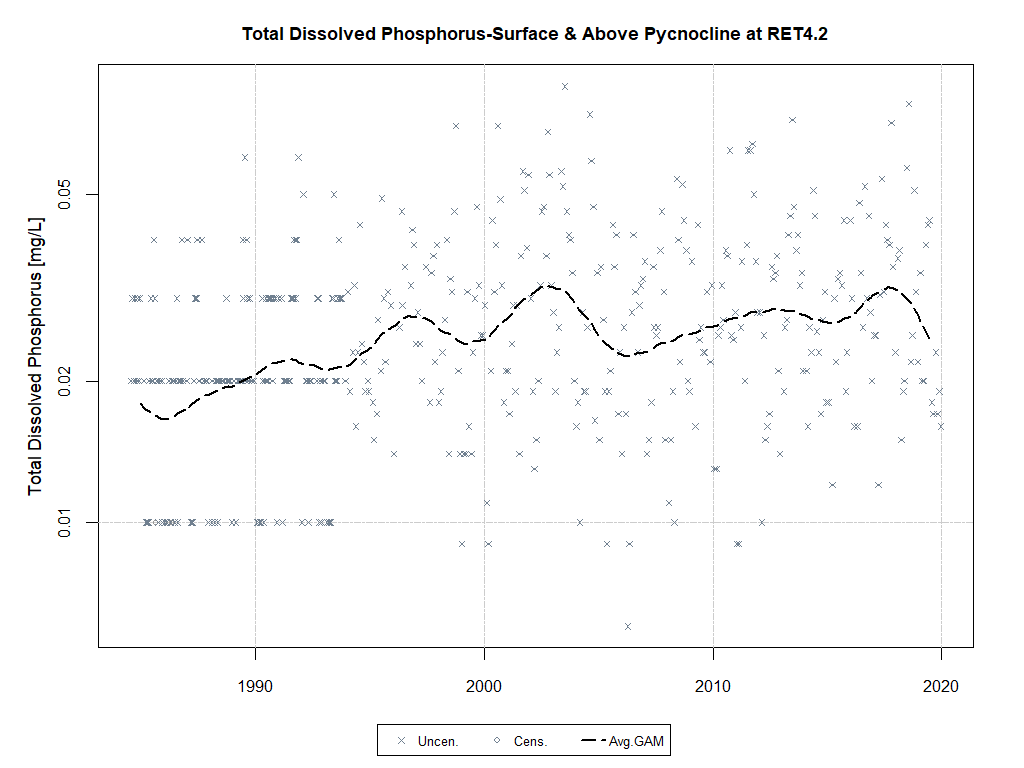 Total Dissolved Phosphorus-Surface & Above Pycnocline at RET4.2
Total Dissolved Phosphorus [mg/L]
0.05
0.02
0.01
1990 2000 2010 2020
Uncen. Cens. Avg.GAM